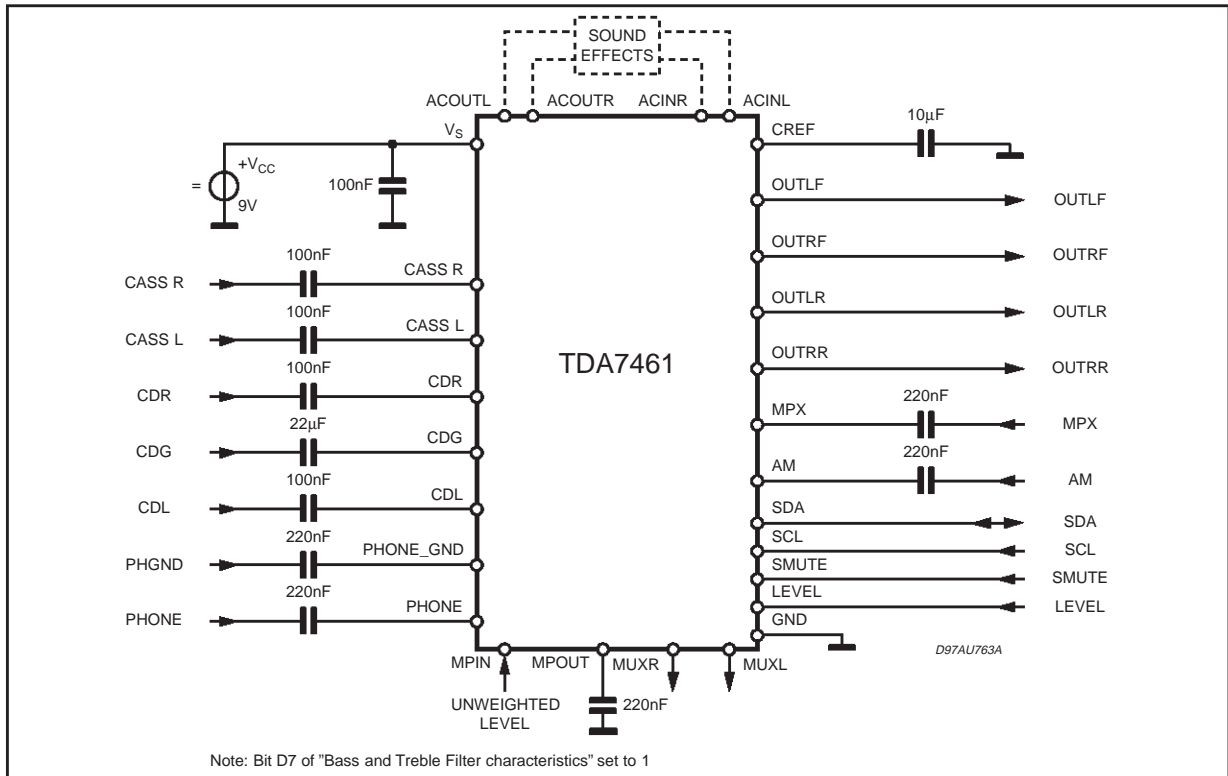 SOUND
EFFECTS
ACOUTL
ACOUTR
ACINR
ACINL
VS
CREF
10μF
+VCC
=
9V
100nF
OUTLF
OUTLF
OUTRF
OUTRF
100nF
CASS R
CASS R
OUTLR
OUTLR
100nF
CASS L
CASS L
TDA7461
OUTRR
OUTRR
100nF
CDR
CDR
MPX
220nF
MPX
22μF
CDG
CDG
AM
220nF
AM
100nF
CDL
CDL
SDA
SDA
SCL
SCL
220nF
PHGND
PHONE_GND
SMUTE
SMUTE
LEVEL
LEVEL
220nF
PHONE
PHONE
GND
D97AU763A
MPIN
MPOUT
MUXR
MUXL
UNWEIGHTED
LEVEL
220nF
Note: Bit D7 of "Bass and Treble Filter characteristics" set to 1